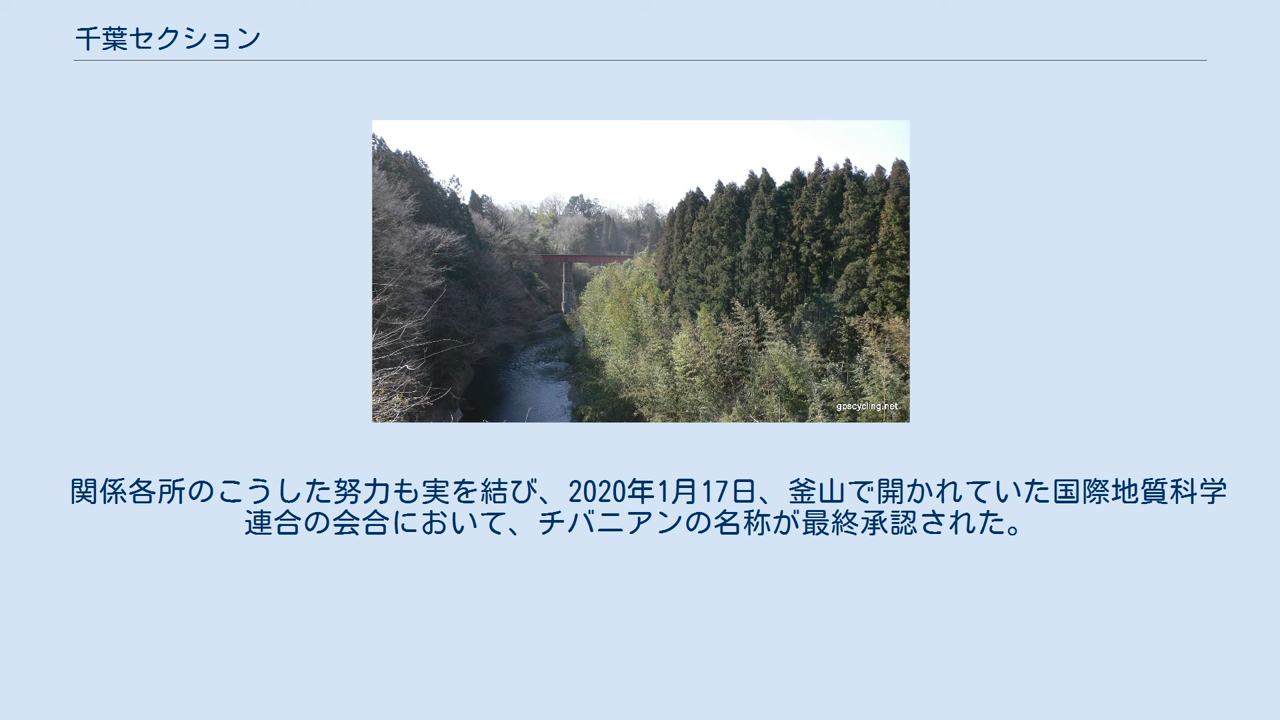 千葉セクション
gpscycling.net
関係各所のこうした努力も実を結び、2020年1月17日、釜山で開かれていた国際地質科学
連合の会合において、チバニアンの名称が最終承認された。